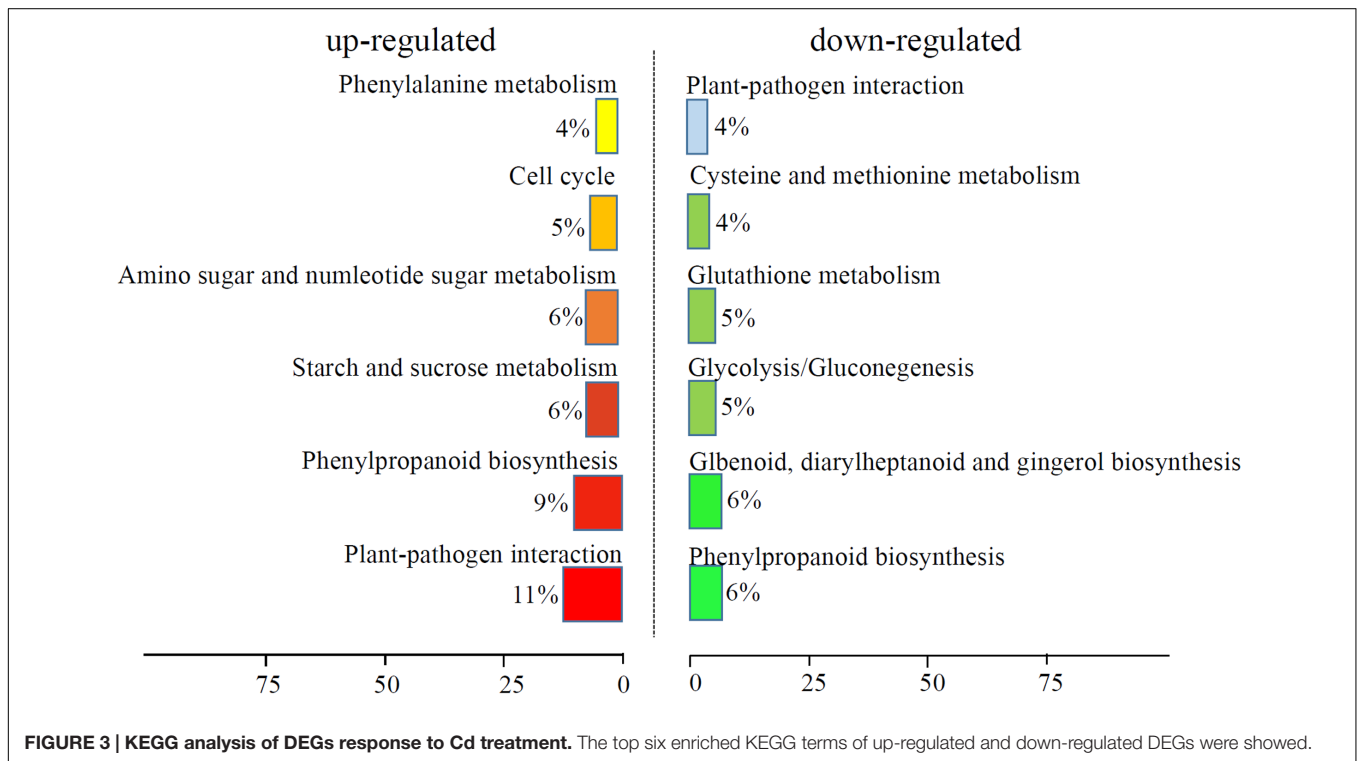 up-regulated
Phenylalanine metabolism
4%
Cell cycle
5%
Amino sugar and numleotide sugar metabolism
6%
Starch and sucrose metabolism
6%
Phenylpropanoid biosynthesis
9%
Plant-pathogen interaction
11%
75 50 25 0
down-regulated
Plant-pathogen interaction
4%
Cysteine and methionine metabolism
4%
Glutathione metabolism
5%
Glycolysis/Gluconegenesis
5%
Glbenoid, diarylheptanoid and gingerol biosynthesis
6%
Phenylpropanoid biosynthesis
6%
0 25 50 75
FIGURE 3 | KEGG analysis of DEGs response to Cd treatment. The top six enriched KEGG terms of up-regulated and down-regulated DEGs were showed.